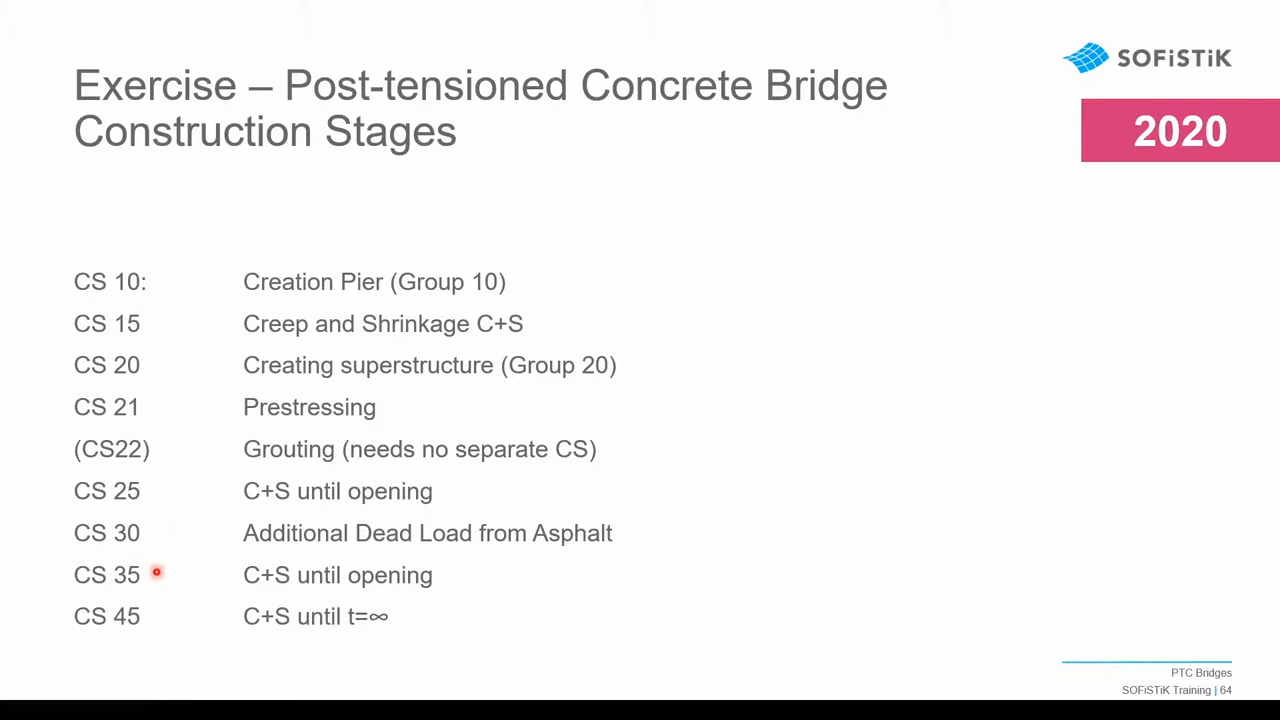 SOFiSTiK
Exercise – Post-tensioned Concrete Bridge
Construction Stages
2020
CS 10: Creation Pier (Group 10)
CS 15 Creep and Shrinkage C+S
CS 20 Creating superstructure (Group 20)
CS 21 Prestressing
(CS22) Grouting (needs no separate CS)
CS 25 C+S until opening
CS 30 Additional Dead Load from Asphalt
CS 35 C+S until opening
CS 45 C+S until t=∞
PTC Bridges
SOFiSTiK Training | 64